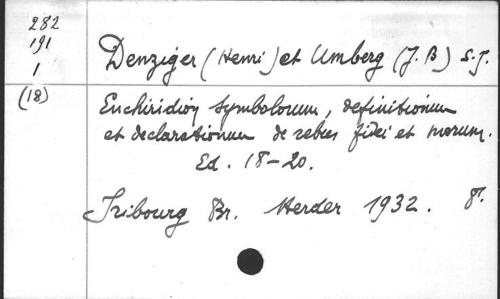 282
191
1
(18)
Denziger (Henri) et Umberg (J. B) S. J.
Enchiridion symbolorum, definitionum
et declarationum de rebus fidei et morum.
Ed. 18-20.
Fribourg Br. Herder 1932. 8°.